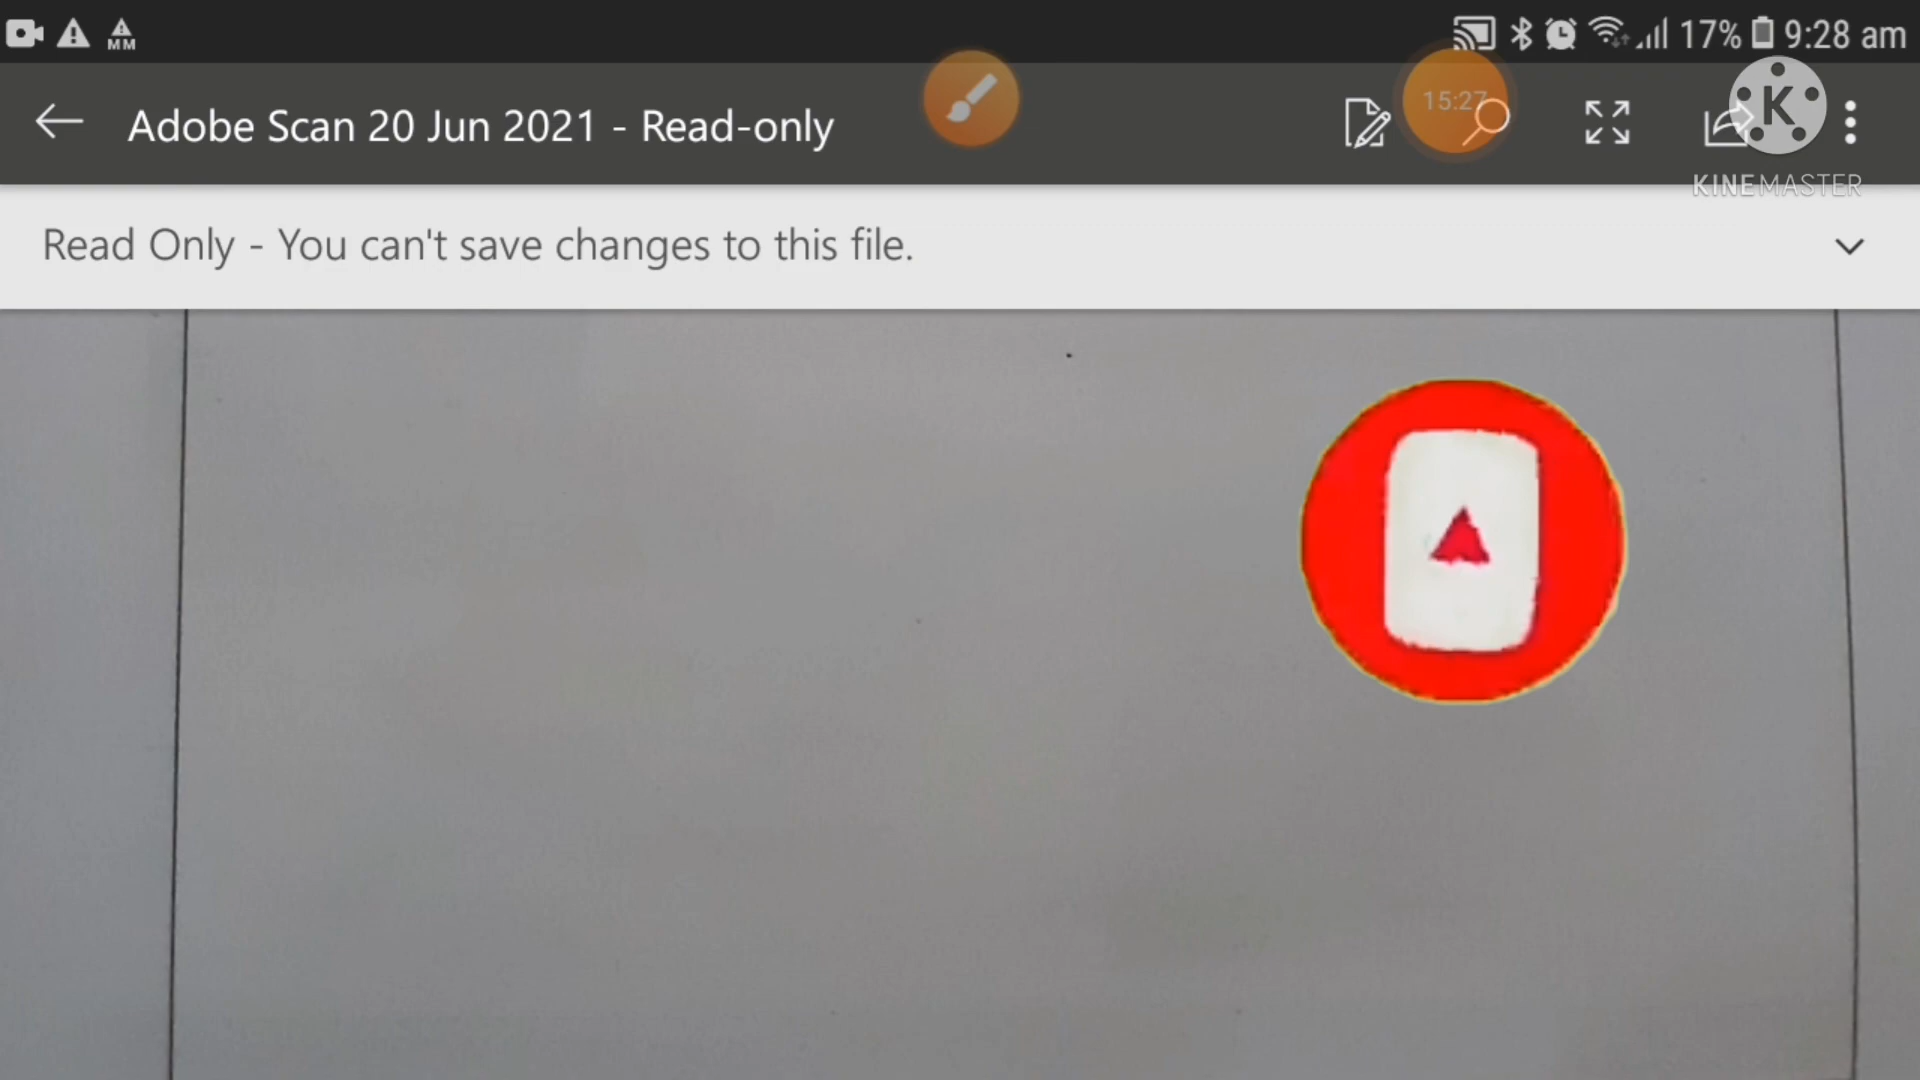 MM
17% 9:28 am
Adobe Scan 20 Jun 2021 - Read-only
15:27
K
KINEMASTER
Read Only - You can't save changes to this file.